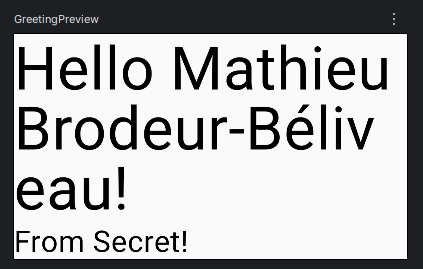 GreetingPreview
Hello Mathieu
Brodeur-Béliv
eau!
From Secret!